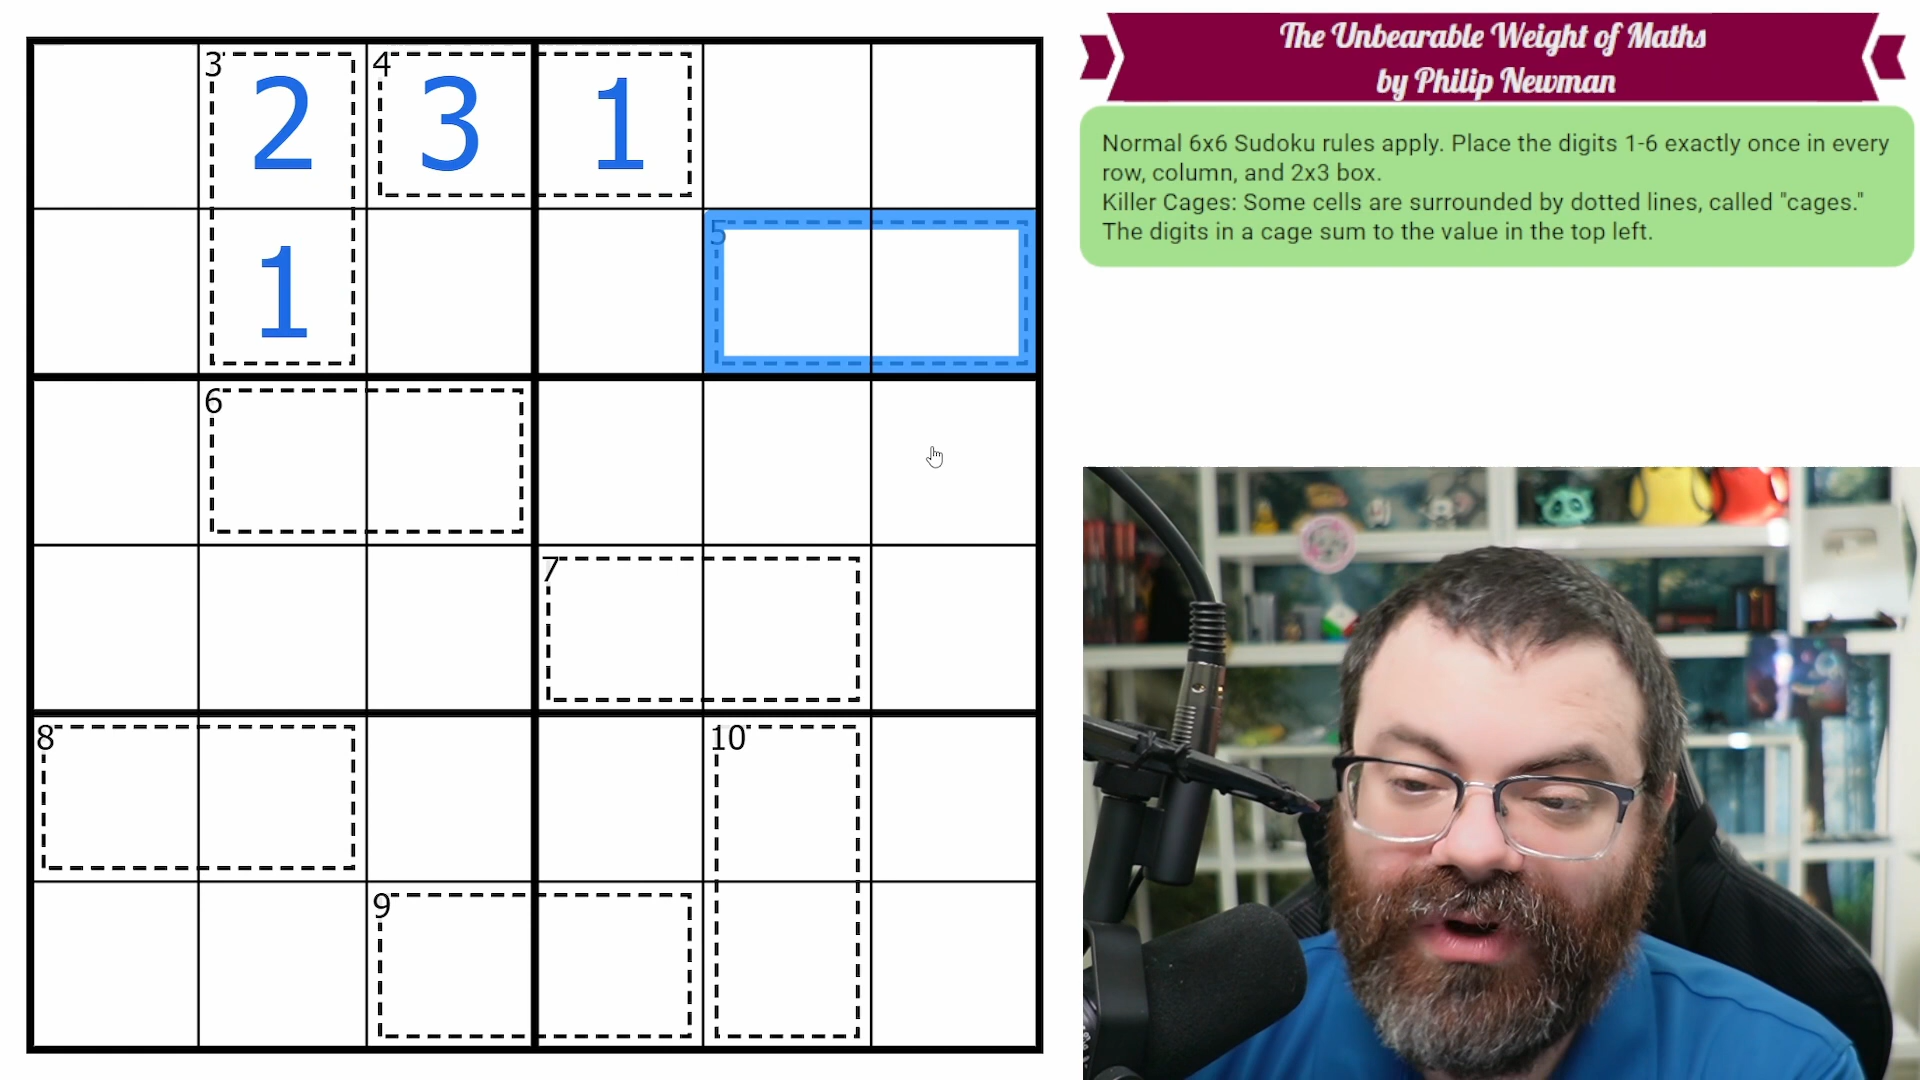 The Unbearable Weight of Maths
by Philip Newman
Normal 6x6 Sudoku rules apply. Place the digits 1-6 exactly once in every
row, column, and 2x3 box.
Killer Cages: Some cells are surrounded by dotted lines, called "cages."
The digits in a cage sum to the value in the top left.
3 2 4 3 1
1 5
6
7
8 10
9